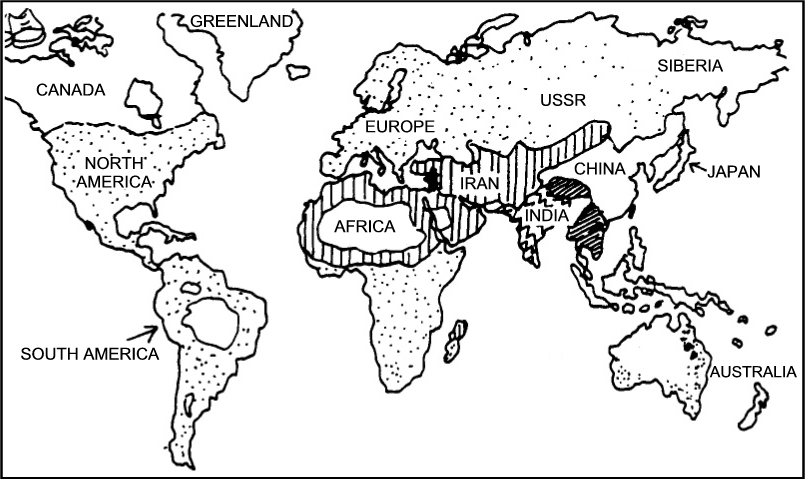 GREENLAND
CANADA
SIBERIA
USSR
EUROPE
NORTH
AMERICA
IRAN
CHINA
JAPAN
INDIA
AFRICA
SOUTH AMERICA
AUSTRALIA